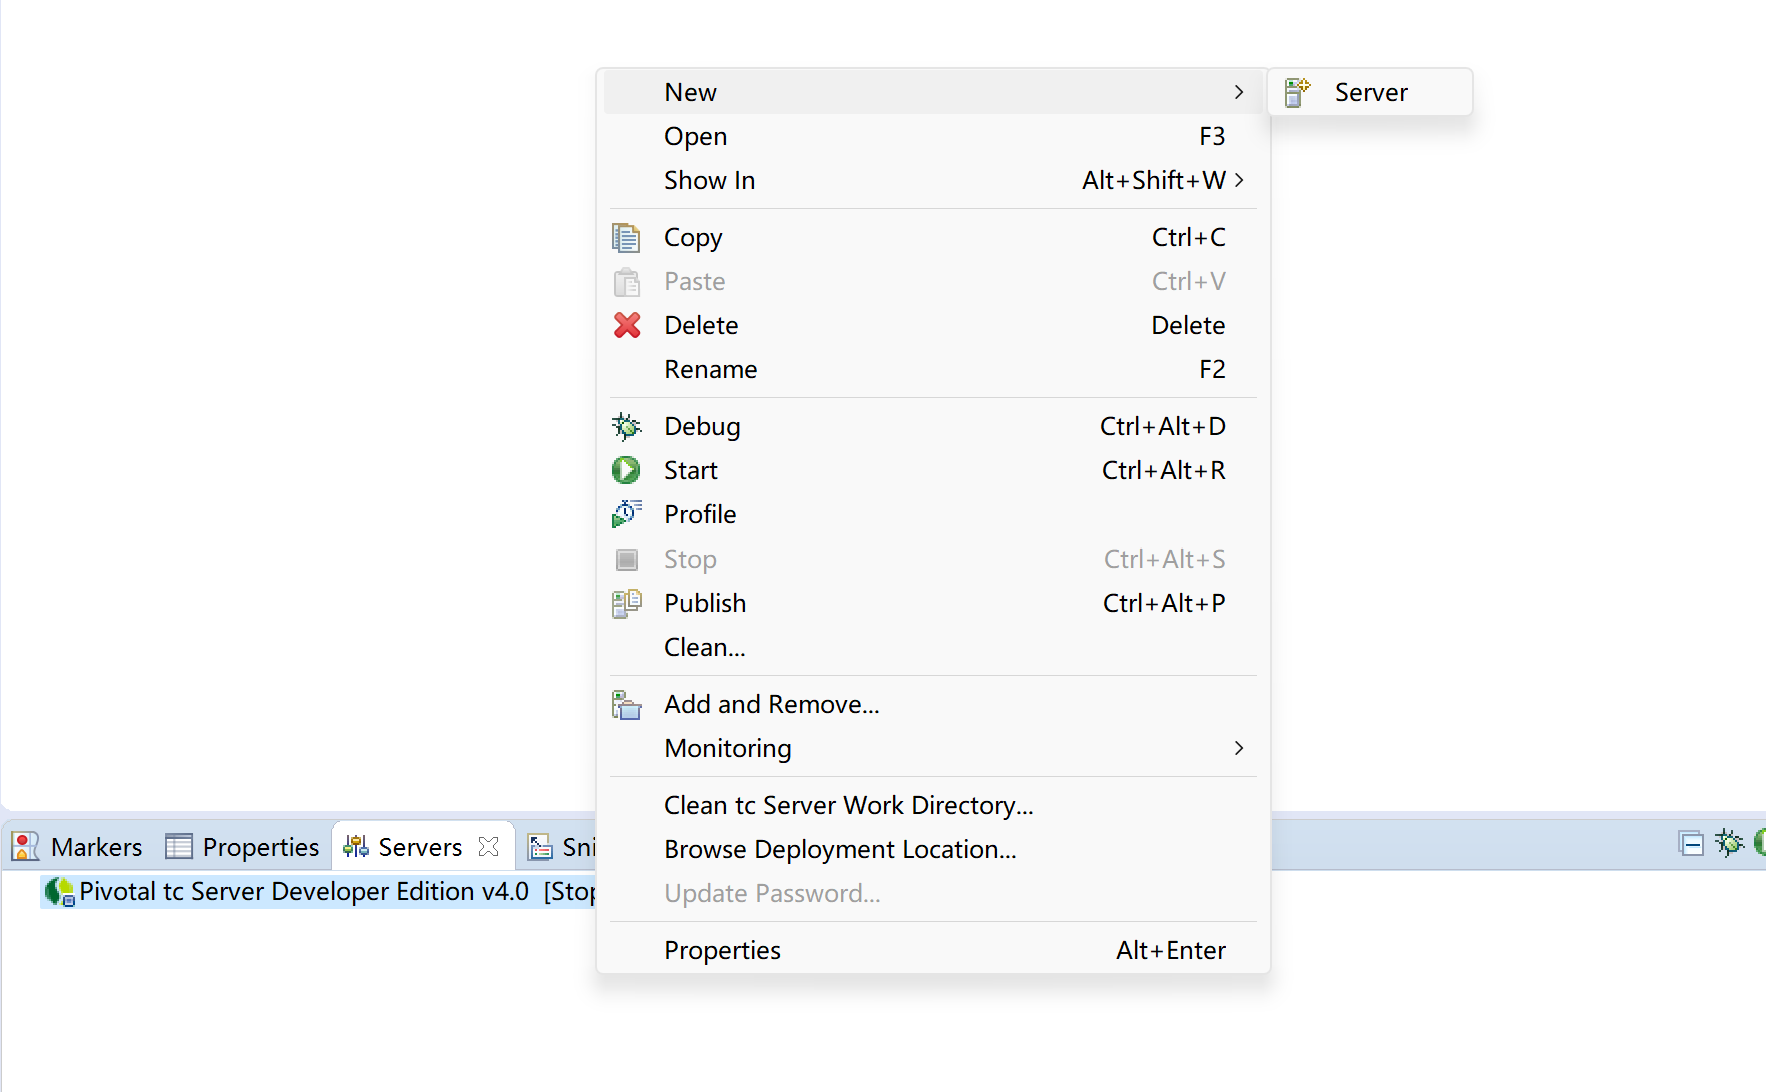 New
Server
Open F3
Show In Alt+Shift+W
Copy Ctrl+C
Paste Ctrl+V
Delete Delete
Rename F2
Debug Ctrl+Alt+D
Start Ctrl+Alt+R
Profile
Stop Ctrl+Alt+S
Publish Ctrl+Alt+P
Clean...
Add and Remove...
Monitoring
Clean tc Server Work Directory...
Browse Deployment Location...
Update Password...
Properties Alt+Enter
Markers Properties Servers Sni
Pivotal tc Server Developer Edition v4.0 [Stop